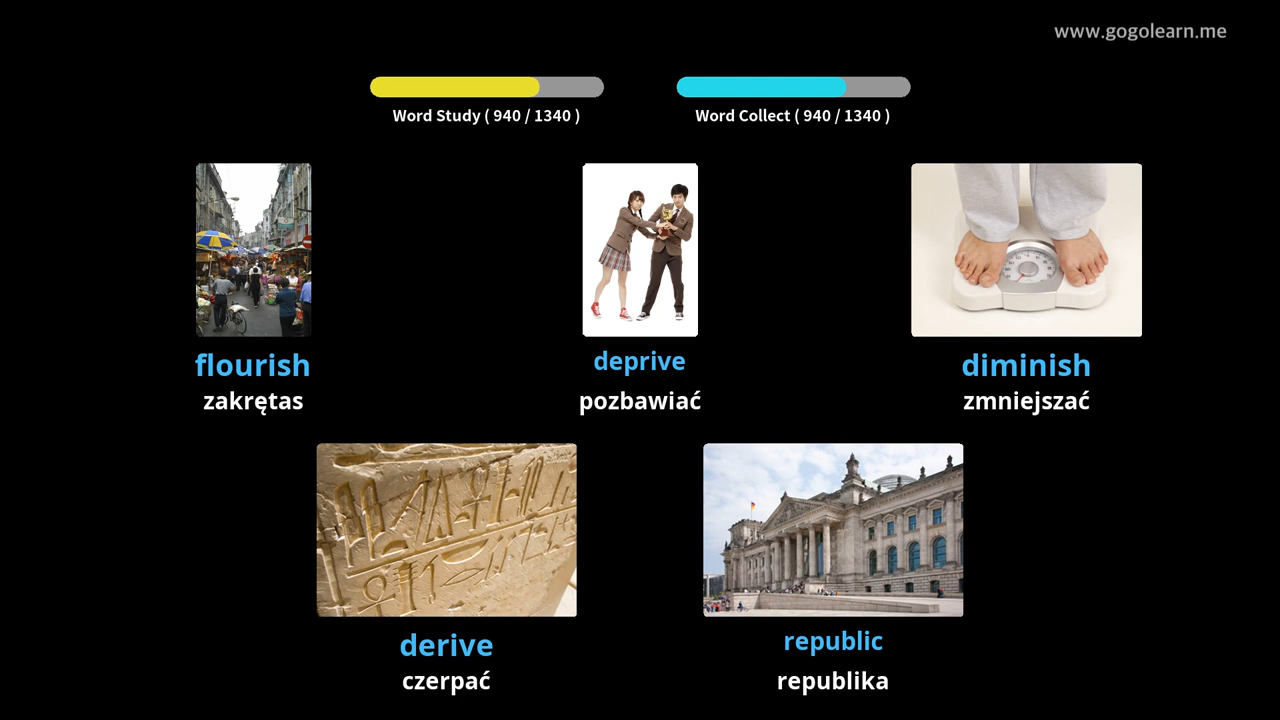 www.gogolearn.me
Word Study ( 940 / 1340 )
Word Collect ( 940 / 1340 )
flourish
zakrętas
deprive
pozbawiać
diminish
zmniejszać
derive
czerpać
republic
republika